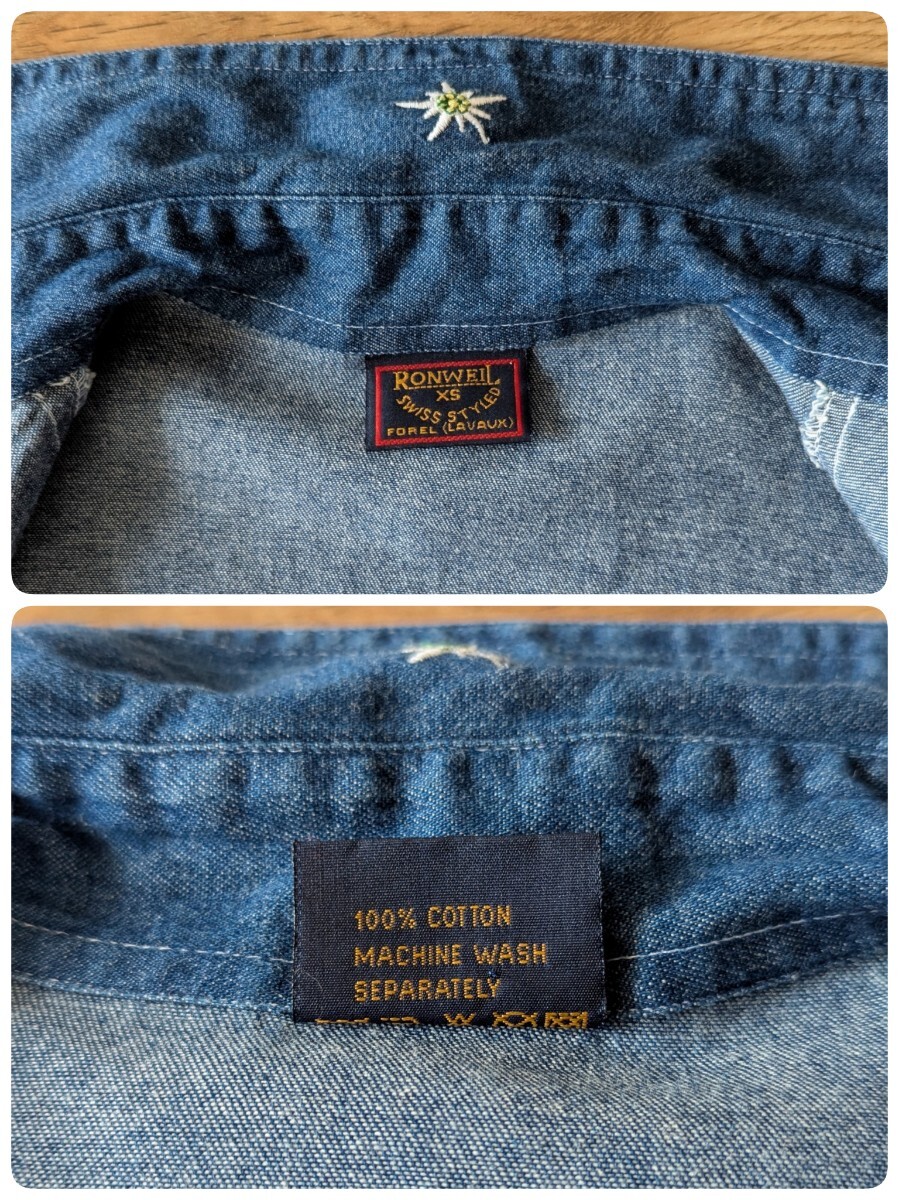 RONWEIL
XS
SWISS STYLED
FOREL (LAVAUX)
100% COTTON
MACHINE WASH
SEPARATELY